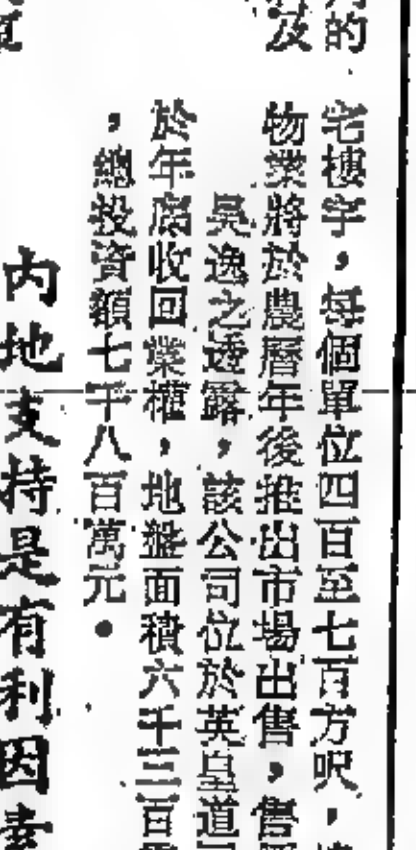 的
宅樓宇，每個單位四百至七百方呎，
及
物業將於農曆年後推出市場出售，售
吳逸之透露，該公司位於英皇道
於年底收回業權，地盤面積六千三百
，總投資額七千八百萬元。
內地支持是有利因素